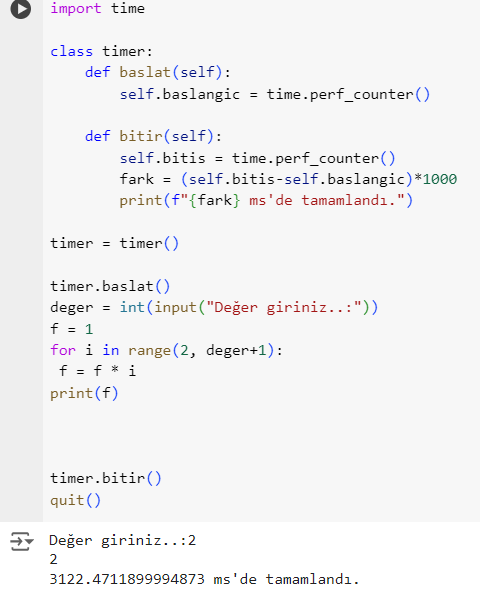 import time
class timer:
def baslat(self):
self.baslangic = time.perf_counter()
def bitir(self):
self.bitis = time.perf_counter()
fark = (self.bitis-self.baslangic)*1000
print(f"{fark} ms'de tamamlandı.")
timer = timer()
timer.baslat()
deger = int(input("Değer giriniz..:"))
f = 1
for i in range(2, deger+1):
f = f * i
print(f)
timer.bitir()
quit()
Değer giriniz..:2
2
3122.4711899994873 ms'de tamamlandı.